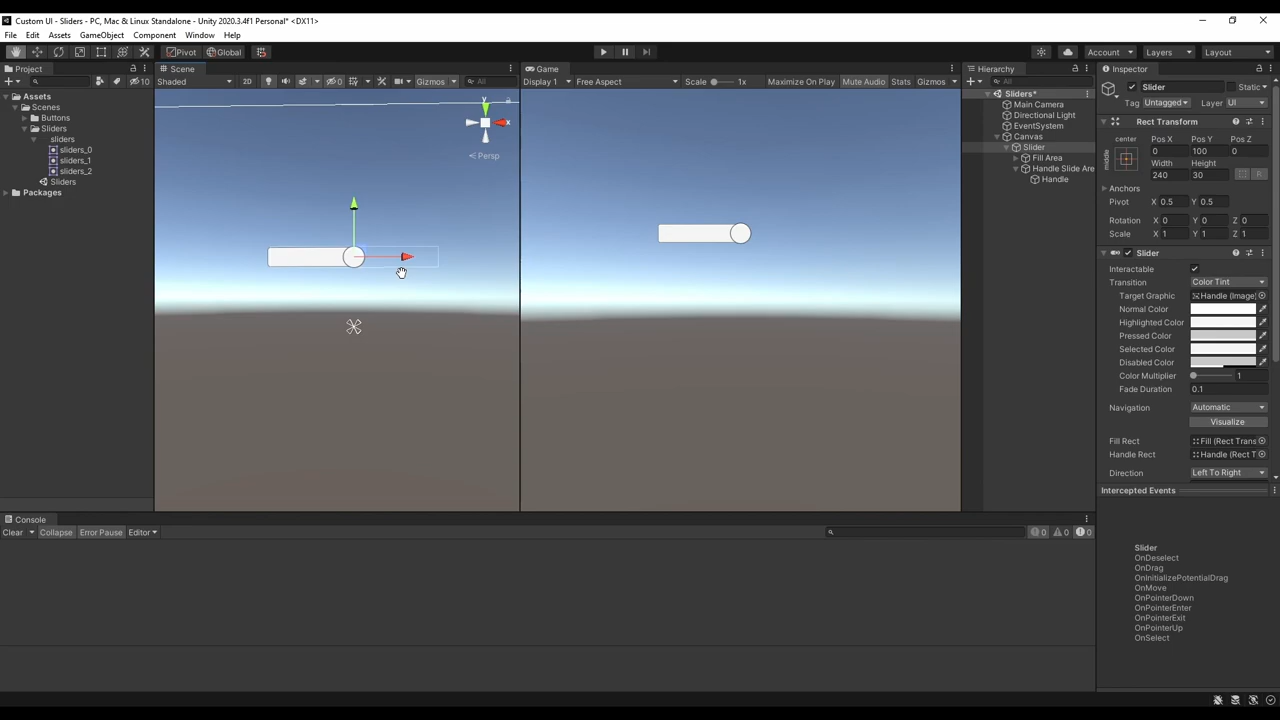 Custom UI - Sliders - PC, Mac & Linux Standalone - Unity 2020.3.4f1 Personal* <DX11>
File Edit Assets GameObject Component Window Help
Pivot Global Account Layers Layout
Project
10
Assets
Scenes
Buttons
Sliders
sliders
sliders_0
sliders_1
sliders_2
Sliders
Packages
Scene
Shaded 2D 0 Gizmos All
y
x
Persp
Game
Display 1 Free Aspect Scale 1x Maximize On Play Mute Audio Stats Gizmos
Hierarchy
All
Sliders*
Main Camera
Directional Light
EventSystem
Canvas
Slider
Fill Area
Handle Slide Are
Handle
Inspector
Slider Static
Tag Untagged Layer UI
Rect Transform
center Pos X Pos Y Pos Z
middle 0 100 0
Width Height
240 30 R
Anchors
Pivot X 0.5 Y 0.5
Rotation X 0 Y 0 Z 0
Scale X 1 Y 1 Z 1
Slider
Interactable
Transition Color Tint
Target Graphic Handle (Image)
Normal Color
Highlighted Color
Pressed Color
Selected Color
Disabled Color
Color Multiplier 1
Fade Duration 0.1
Navigation Automatic
Visualize
Fill Rect Fill (Rect Trans
Handle Rect Handle (Rect T
Direction Left To Right
Intercepted Events
Slider
OnDeselect
OnDrag
OnInitializePotentialDrag
OnMove
OnPointerDown
OnPointerEnter
OnPointerExit
OnPointerUp
OnSelect
Console
Clear Collapse Error Pause Editor 0 0 0